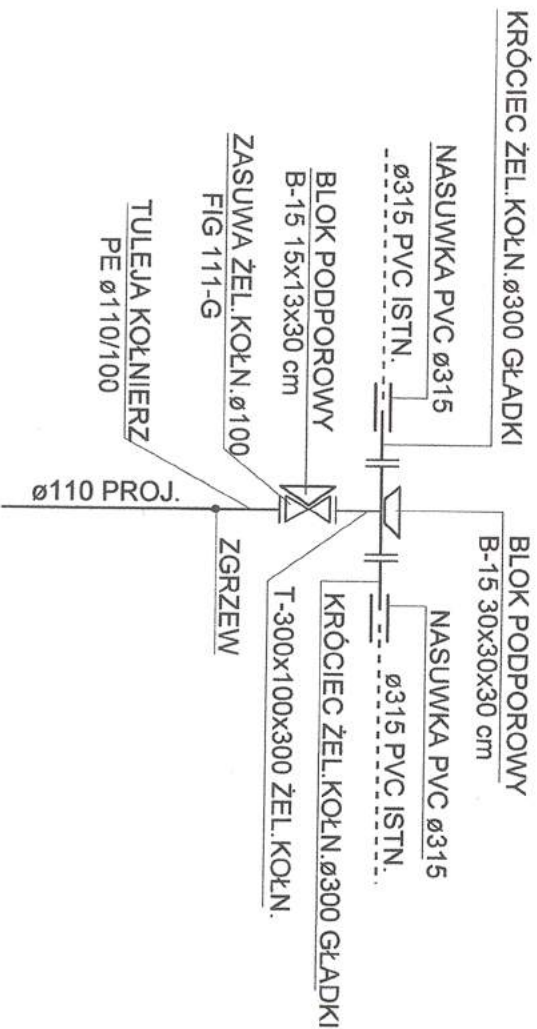 KRÓCIEC ŻEL.KOŁN.ø300 GŁADKI
NASUWKA PVC ø315
ø315 PVC ISTN.
BLOK PODPOROWY
B-15 30x30x30 cm
NASUWKA PVC ø315
ø315 PVC ISTN.
KRÓCIEC ŻEL.KOŁN.ø300 GŁADKI
T-300x100x300 ŻEL.KOŁN.
BLOK PODPOROWY
B-15 15x13x30 cm
ZASUWA ŻEL.KOŁN.ø100
FIG 111-G
TULEJA KOŁNIERZ
PE ø110/100
ZGRZEW
ø110 PROJ.